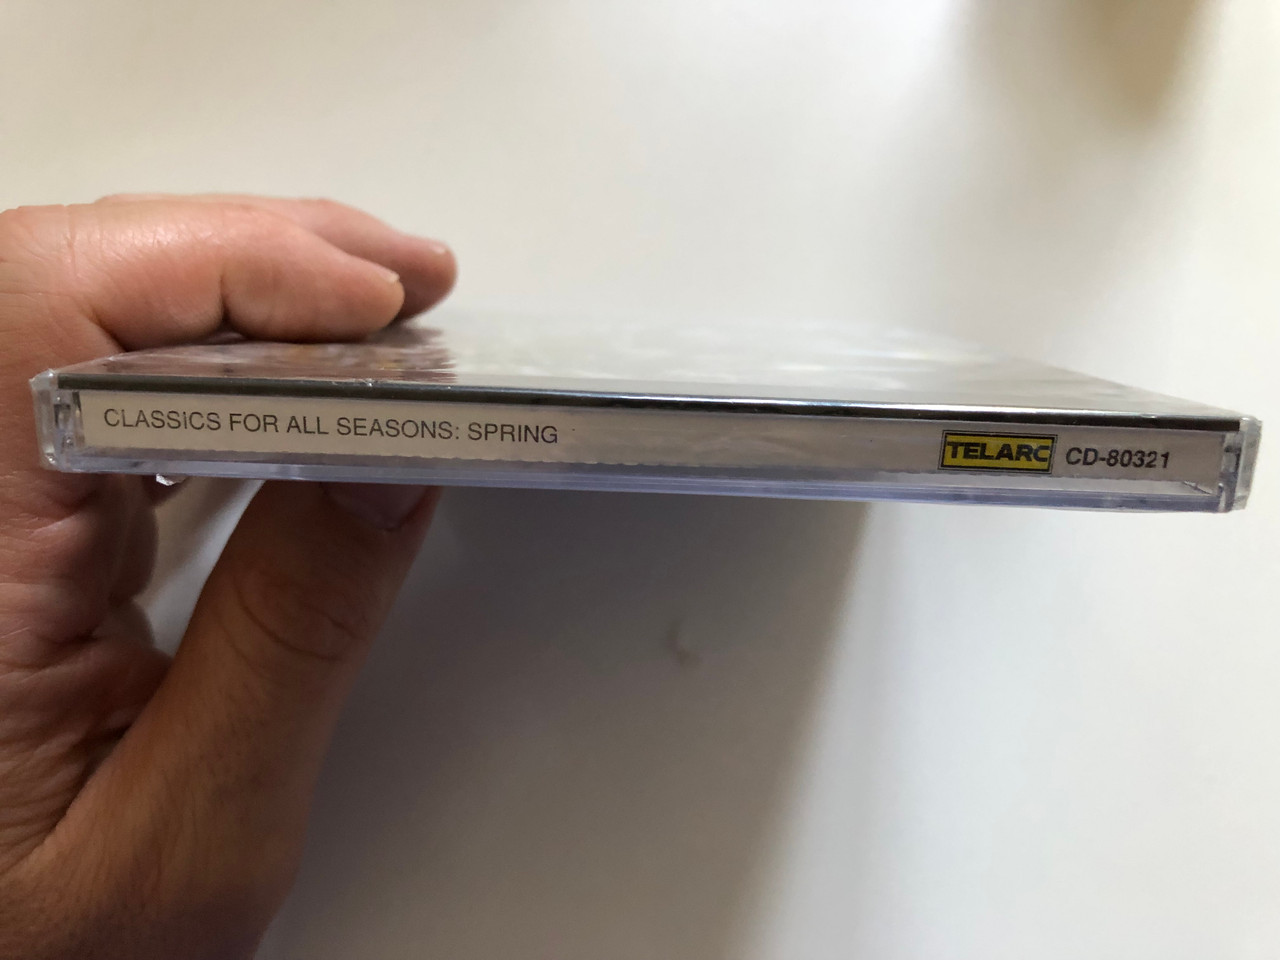 CLASSICS FOR ALL SEASONS: SPRING
TELARC CD-80321